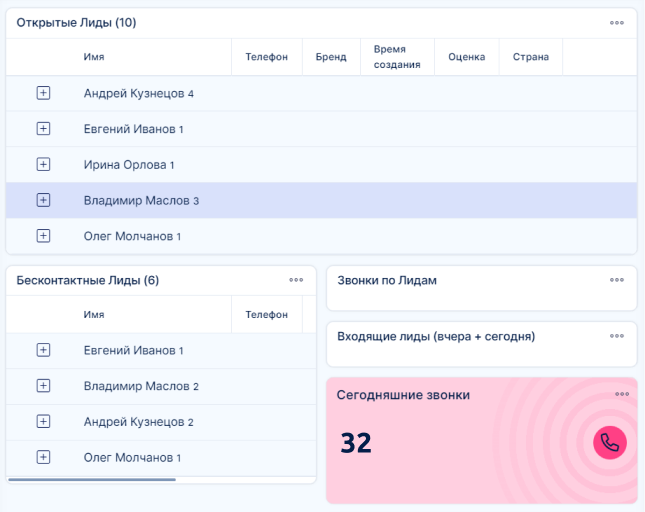 Открытые Лиды (10)
Имя Телефон Бренд Время создания Оценка Страна
Андрей Кузнецов 4
Евгений Иванов 1
Ирина Орлова 1
Владимир Маслов 3
Олег Молчанов 1
Бесконтактные Лиды (6)
Имя Телефон
Евгений Иванов 1
Владимир Маслов 2
Андрей Кузнецов 2
Олег Молчанов 1
Звонки по Лидам
Входящие лиды (вчера + сегодня)
Сегодняшние звонки
32